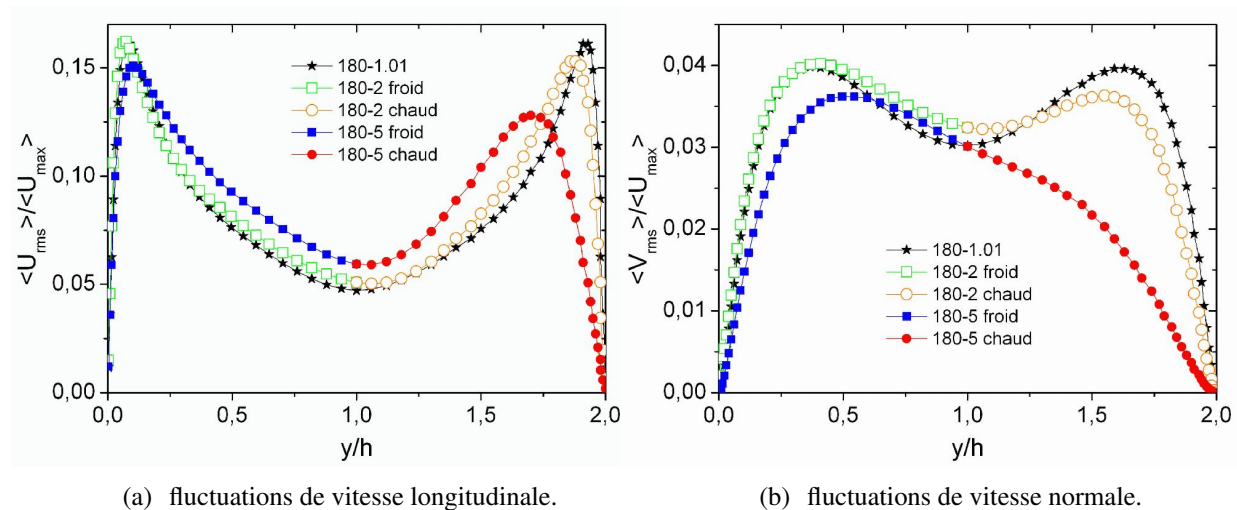 <U_rms>/<U_max>
0,15
0,10
0,05
0,00
180-1.01
180-2 froid
180-2 chaud
180-5 froid
180-5 chaud
0,0 0,5 1,0 1,5 2,0
y/h
(a) fluctuations de vitesse longitudinale.
<V_rms>/<U_max>
0,04
0,03
0,02
0,01
0,00
180-1.01
180-2 froid
180-2 chaud
180-5 froid
180-5 chaud
0,0 0,5 1,0 1,5 2,0
y/h
(b) fluctuations de vitesse normale.